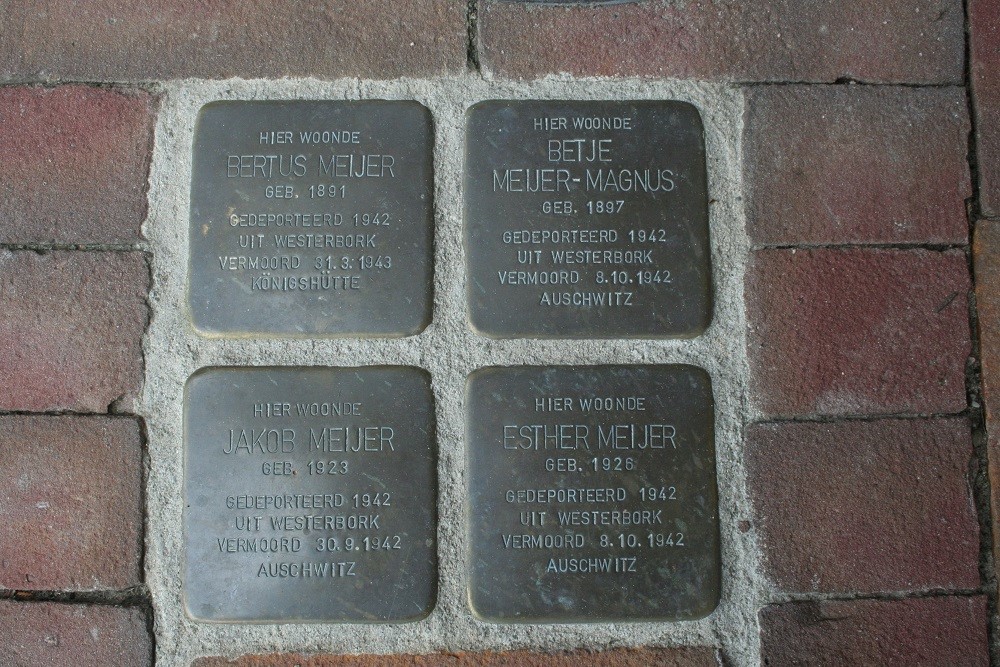 HIER WOONDE
BERTUS MEIJER
GEB. 1891
GEDEPORTEERD 1942
UIT WESTERBORK
VERMOORD 31.3.1943
KÖNIGSHÜTTE
HIER WOONDE
BETJE
MEIJER-MAGNUS
GEB. 1897
GEDEPORTEERD 1942
UIT WESTERBORK
VERMOORD 8.10.1942
AUSCHWITZ
HIER WOONDE
JAKOB MEIJER
GEB. 1923
GEDEPORTEERD 1942
UIT WESTERBORK
VERMOORD 30.9.1942
AUSCHWITZ
HIER WOONDE
ESTHER MEIJER
GEB. 1926
GEDEPORTEERD 1942
UIT WESTERBORK
VERMOORD 8.10.1942
AUSCHWITZ